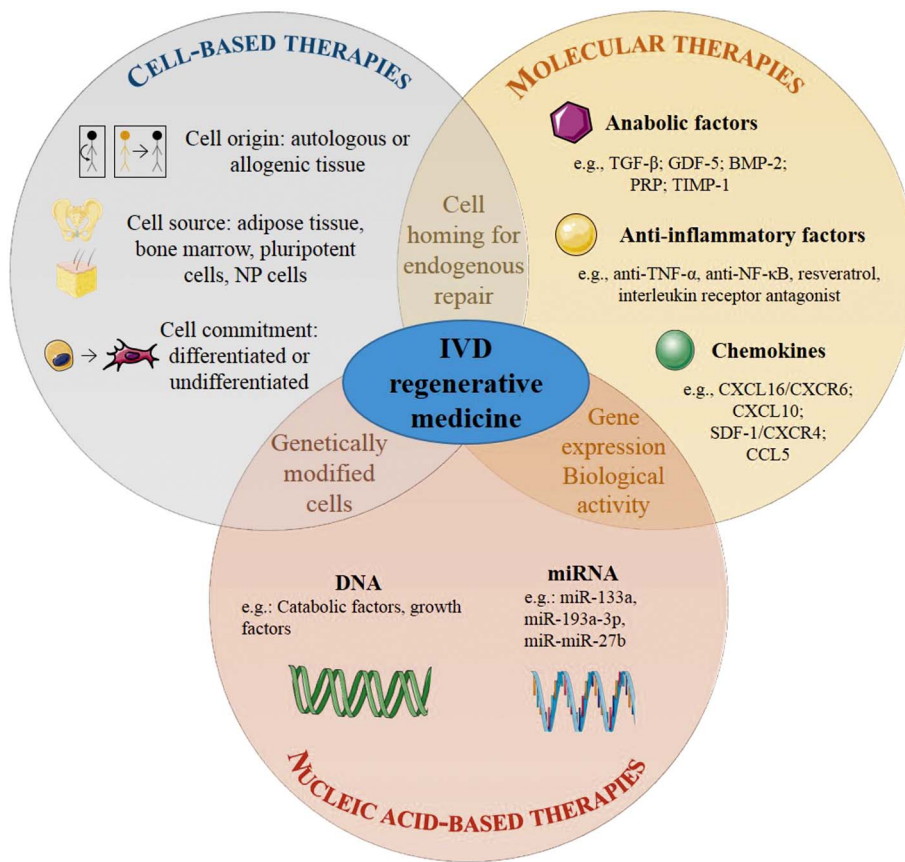 CELL-BASED THERAPIES
Cell origin: autologous or
allogenic tissue
Cell source: adipose tissue,
bone marrow, pluripotent
cells, NP cells
Cell commitment:
differentiated or
undifferentiated
MOLECULAR THERAPIES
Anabolic factors
e.g., TGF-β; GDF-5; BMP-2;
PRP; TIMP-1
Anti-inflammatory factors
e.g., anti-TNF-α, anti-NF-κB, resveratrol,
interleukin receptor antagonist
Chemokines
e.g., CXCL16/CXCR6;
CXCL10;
SDF-1/CXCR4;
CCL5
Cell
homing for
endogenous
repair
IVD
regenerative
medicine
Genetically
modified
cells
Gene
expression
Biological
activity
DNA
e.g.: Catabolic factors, growth
factors
miRNA
e.g.: miR-133a,
miR-193a-3p,
miR-miR-27b
NUCLEIC ACID-BASED THERAPIES